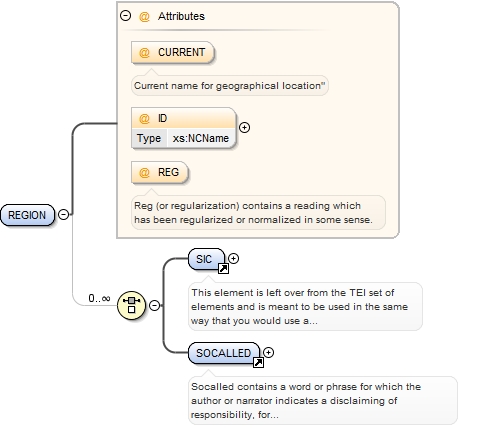 Attributes
@ CURRENT
Current name for geographical location"
@ ID
Type xs:NCName
@ REG
Reg (or regularization) contains a reading which
has been regularized or normalized in some sense.
REGION
0..∞
SIC
This element is left over from the TEI set of
elements and is meant to be used in the same
way that you would use a...
SOCALLED
Socalled contains a word or phrase for which the
author or narrator indicates a disclaiming of
responsibility, for...